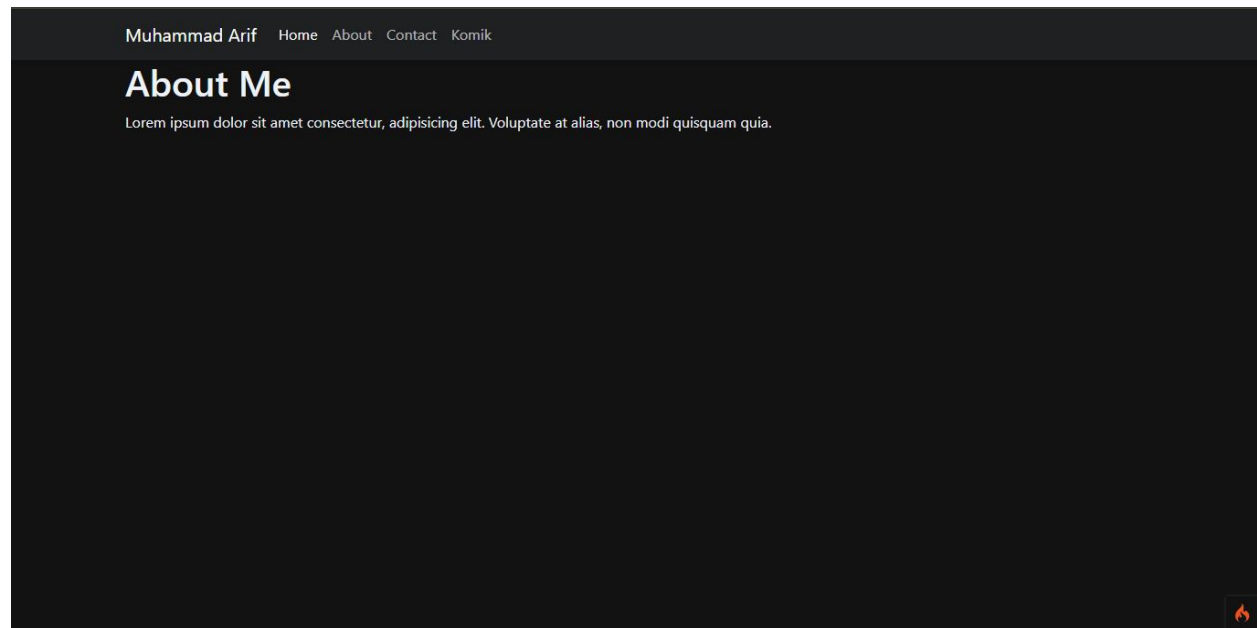 Muhammad Arif Home About Contact Komik
About Me
Lorem ipsum dolor sit amet consectetur, adipisicing elit. Voluptate at alias, non modi quisquam quia.